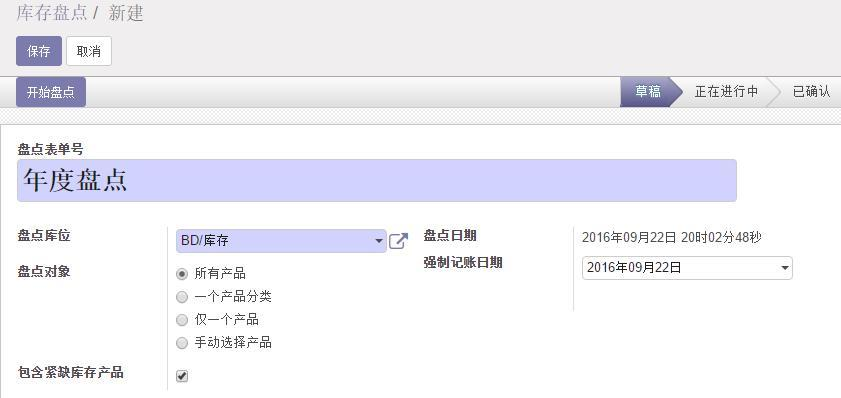 库存盘点 / 新建
保存 取消
开始盘点 草稿 正在进行中 已确认
盘点表单号
年度盘点
盘点库位 BD/库存 盘点日期 2016年09月22日 20时02分48秒
强制记账日期 2016年09月22日
盘点对象 所有产品
一个产品分类
仅一个产品
手动选择产品
包含紧缺库存产品